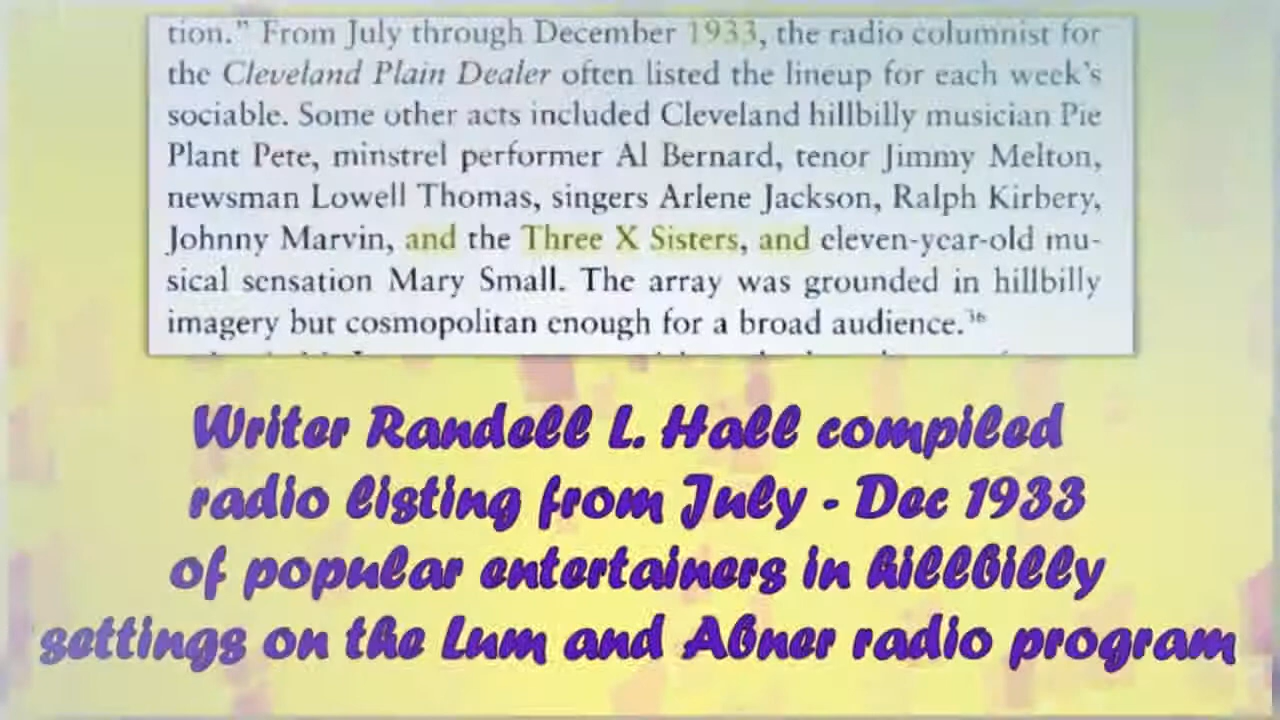 tion." From July through December 1933, the radio columnist for
the Cleveland Plain Dealer often listed the lineup for each week's
sociable. Some other acts included Cleveland hillbilly musician Pie
Plant Pete, minstrel performer Al Bernard, tenor Jimmy Melton,
newsman Lowell Thomas, singers Arlene Jackson, Ralph Kirbery,
Johnny Marvin, and the Three X Sisters, and eleven-year-old mu-
sical sensation Mary Small. The array was grounded in hillbilly
imagery but cosmopolitan enough for a broad audience.36
Writer Randell L. Hall compiled
radio listing from July - Dec 1933
of popular entertainers in hillbilly
settings on the Lum and Abner radio program